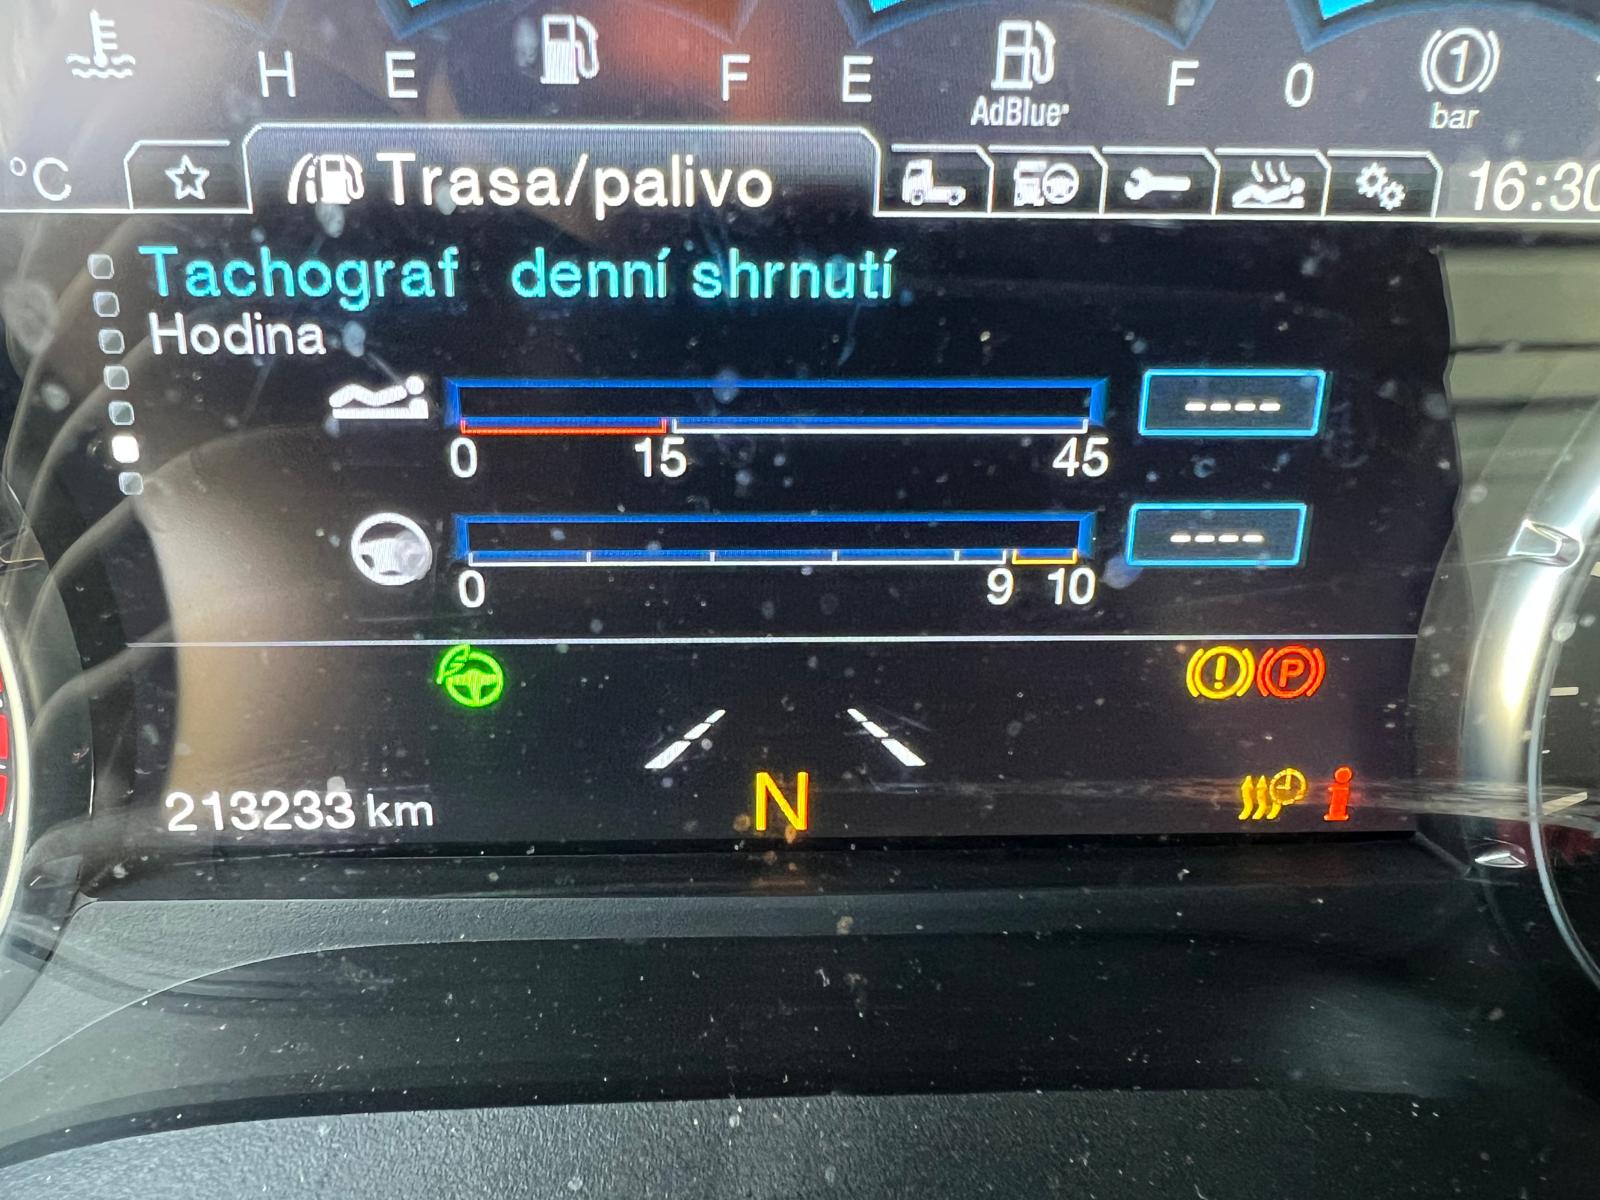 H E F E F 0 1
AdBlue® bar
°C Trasa/palivo 16:30
Tachograf denní shrnutí
Hodina
----
0 15 45
----
0 9 10
! P
213233 km N i